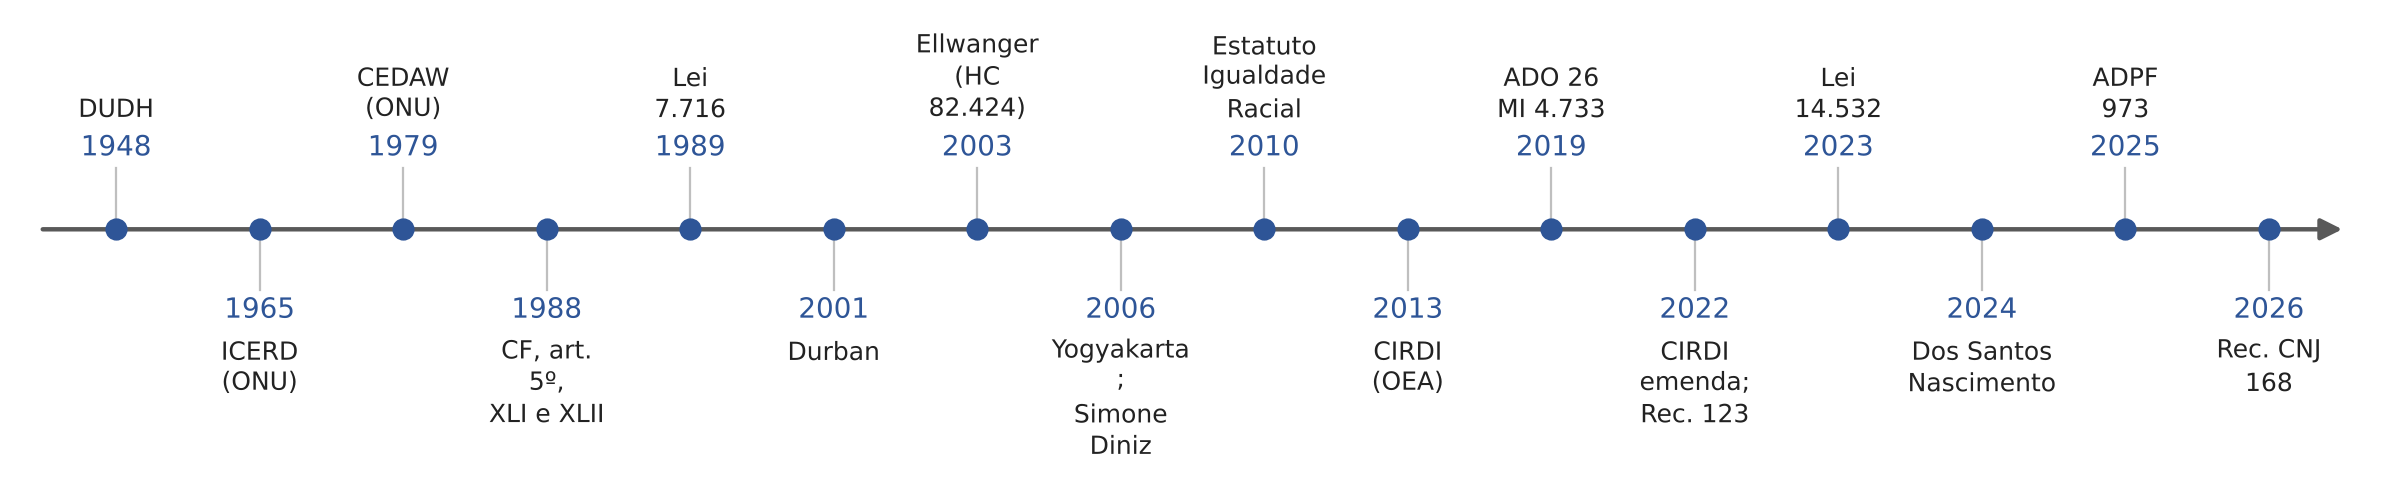 DUDH
1948
1965
ICERD
(ONU)
CEDAW
(ONU)
1979
1988
CF, art.
5º,
XLI e XLII
Lei
7.716
1989
2001
Durban
Ellwanger
(HC
82.424)
2003
2006
Yogyakarta
;
Simone
Diniz
Estatuto
Igualdade
Racial
2010
2013
CIRDI
(OEA)
ADO 26
MI 4.733
2019
2022
CIRDI
emenda;
Rec. 123
Lei
14.532
2023
2024
Dos Santos
Nascimento
ADPF
973
2025
2026
Rec. CNJ
168